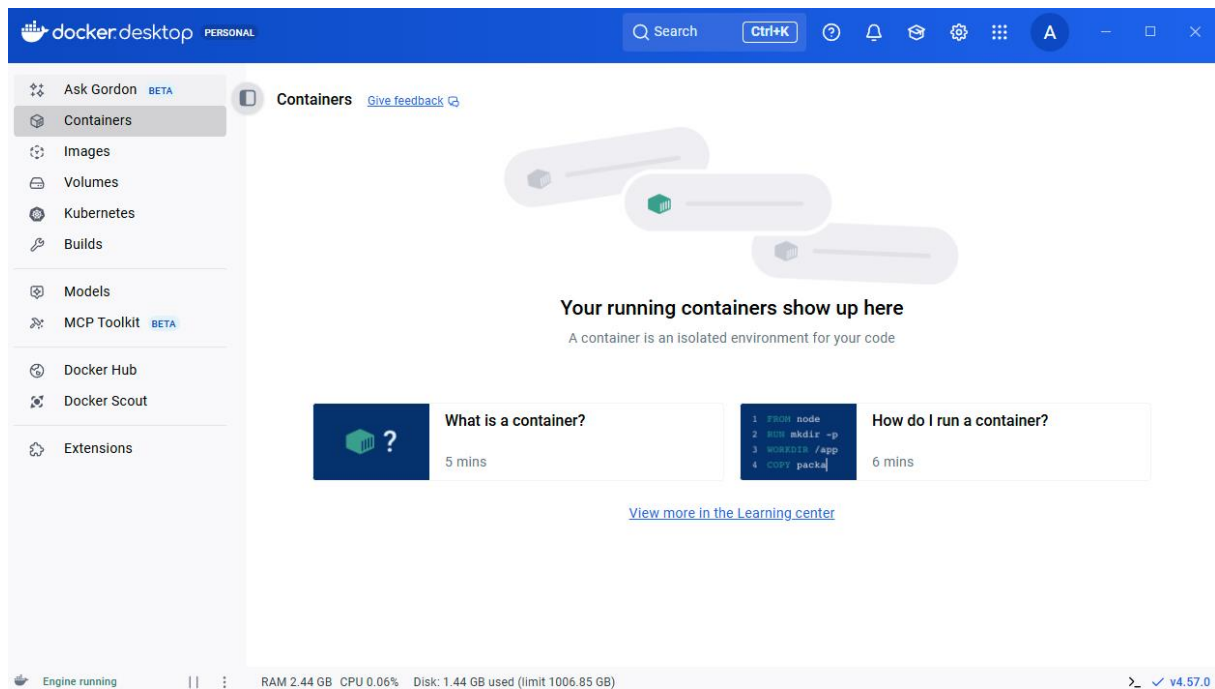 docker.desktop PERSONAL
Search Ctrl+K
A
Ask Gordon BETA
Containers
Images
Volumes
Kubernetes
Builds
Models
MCP Toolkit BETA
Docker Hub
Docker Scout
Extensions
Containers Give feedback
Your running containers show up here
A container is an isolated environment for your code
?
What is a container?
5 mins
1 FROM node
2 RUN mkdir -p
3 WORKDIR /app
4 COPY packa
How do I run a container?
6 mins
View more in the Learning center
Engine running
RAM 2.44 GB CPU 0.06% Disk: 1.44 GB used (limit 1006.85 GB)
v4.57.0